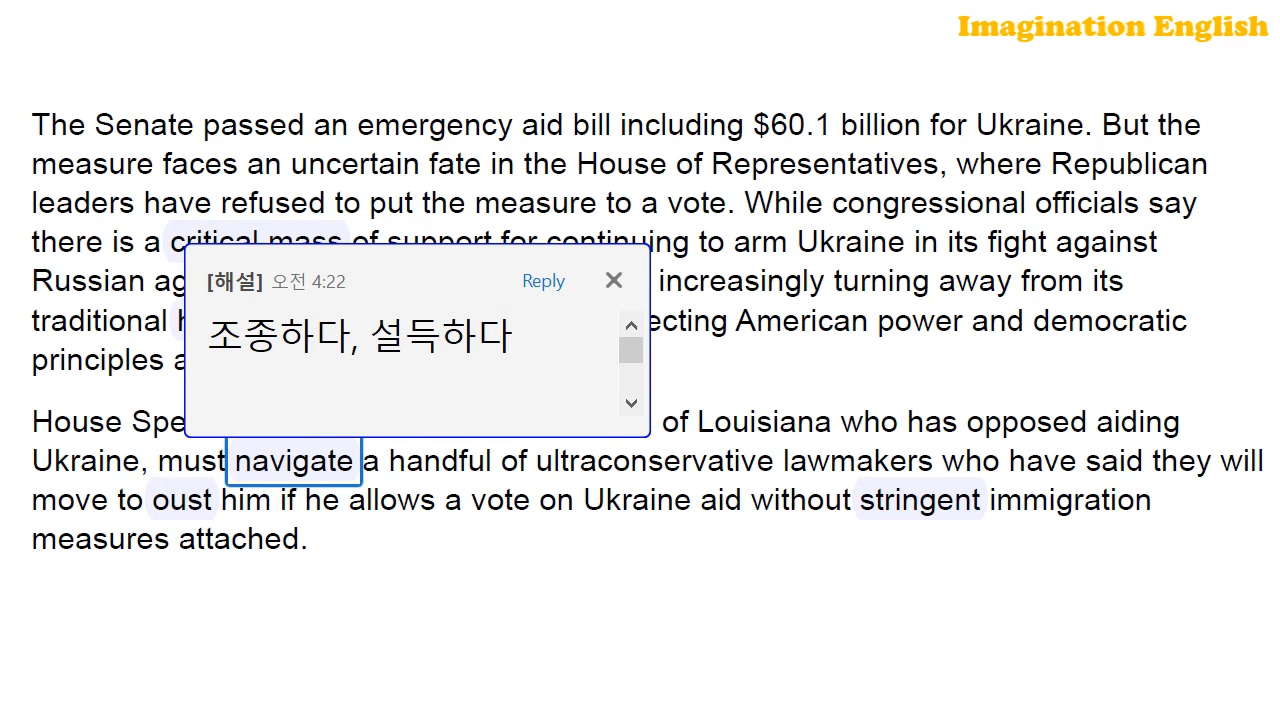 Imagination English
The Senate passed an emergency aid bill including $60.1 billion for Ukraine. But the
measure faces an uncertain fate in the House of Representatives, where Republican
leaders have refused to put the measure to a vote. While congressional officials say
there is a critical mass of support for continuing to arm Ukraine in its fight against
Russian ag increasingly turning away from its
traditional h ecting American power and democratic
principles a
[해설] 오전 4:22 Reply
조종하다, 설득하다
House Spe of Louisiana who has opposed aiding
Ukraine, must navigate a handful of ultraconservative lawmakers who have said they will
move to oust him if he allows a vote on Ukraine aid without stringent immigration
measures attached.